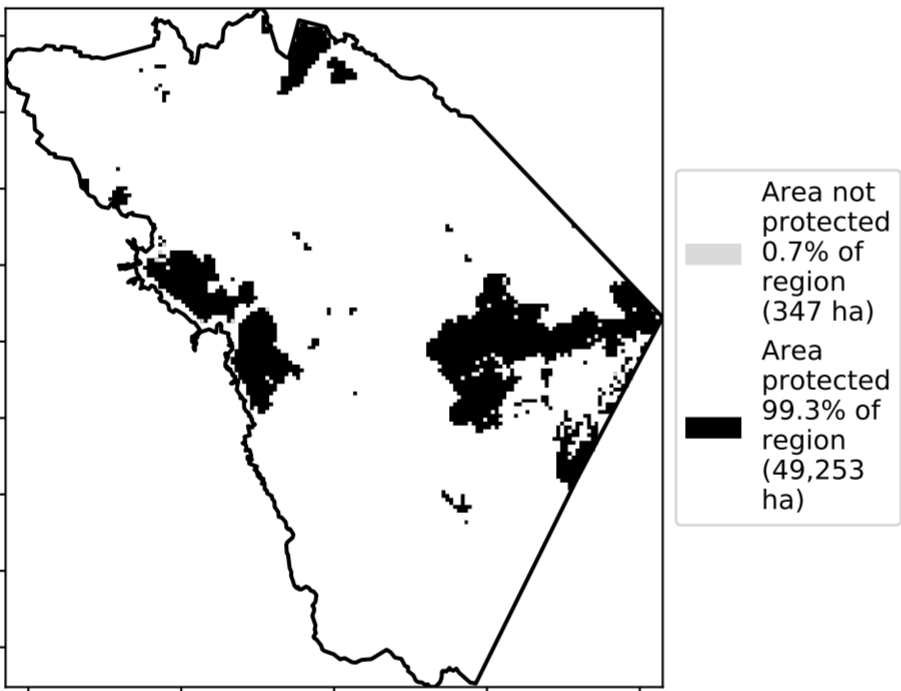 Area not
protected
0.7% of
region
(347 ha)
Area
protected
99.3% of
region
(49,253
ha)